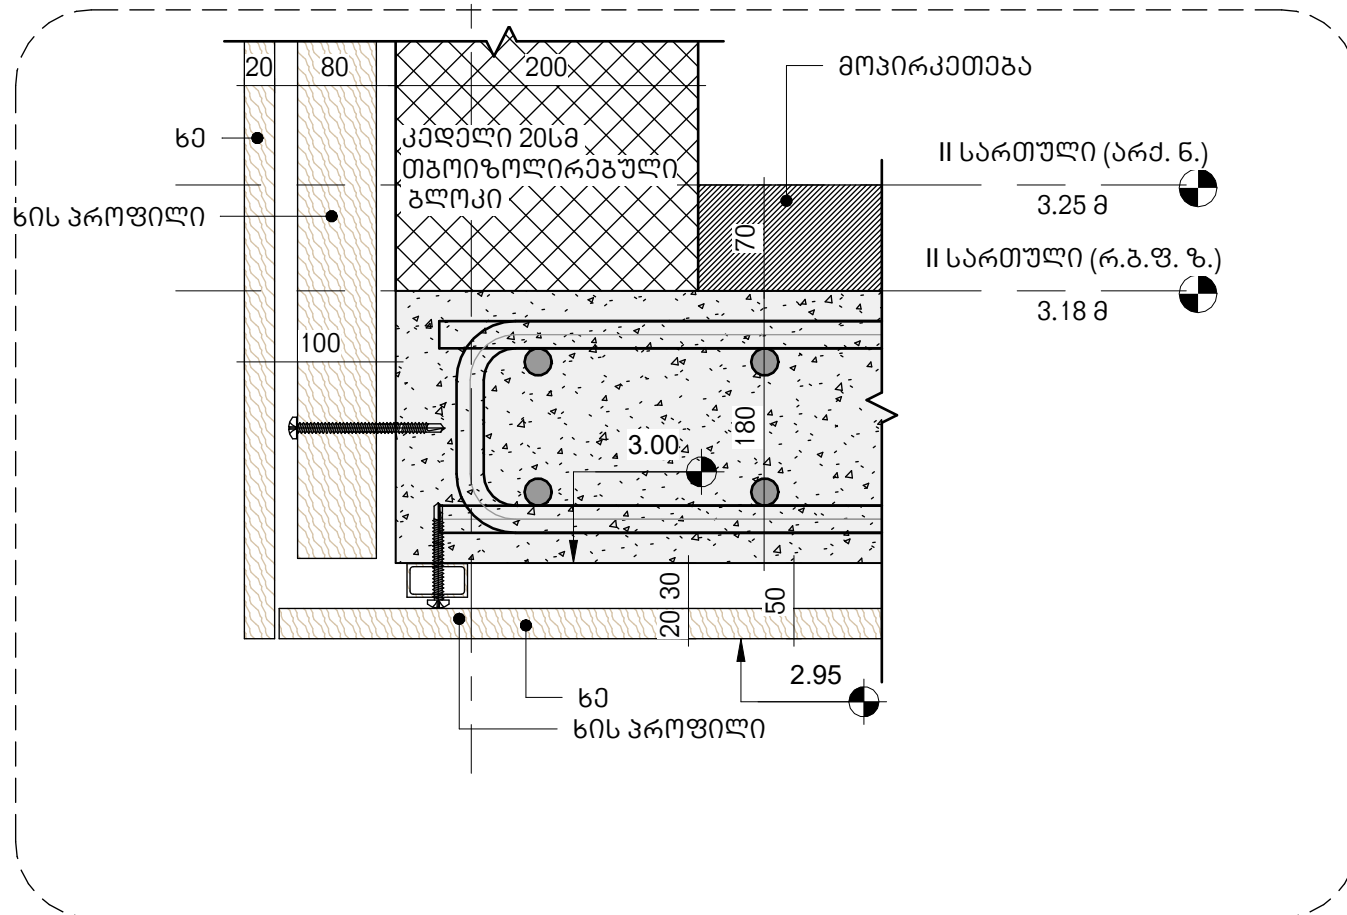 20 80 200
მოპირკეთება
ხე
კედელი 20სმ
თბოიზოლირებული
ბლოკი
II სართული (არქ. ნ.)
3.25 მ
ხის პროფილი
70
II სართული (რ.ბ.ფ. ზ.)
3.18 მ
100
180
3.00
30
20
50
2.95
ხე
ხის პროფილი